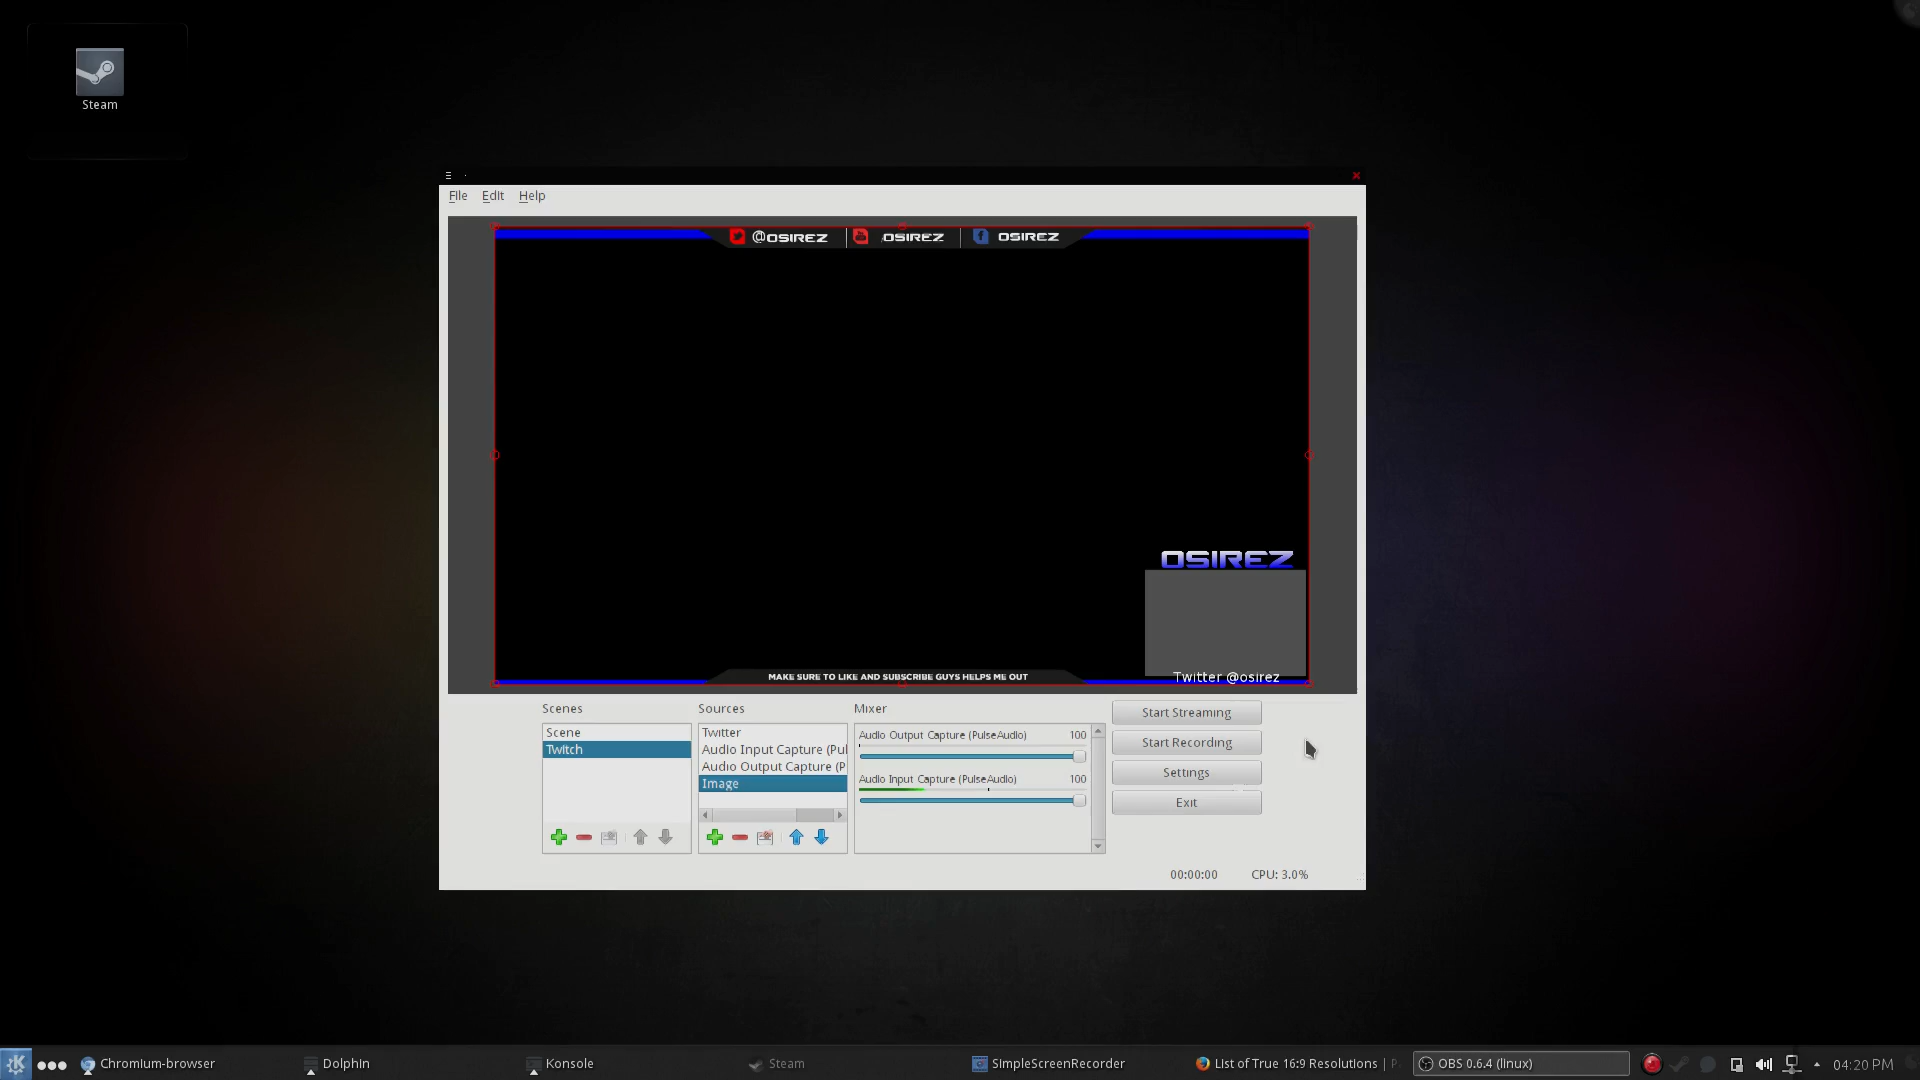 Steam
File Edit Help
@OSIREZ OSIREZ OSIREZ
OSIREZ
MAKE SURE TO LIKE AND SUBSCRIBE GUYS HELPS ME OUT
Twitter @osirez
Scenes
Scene
Twitch
Sources
Twitter
Audio Input Capture (Pul
Audio Output Capture (P
Image
Mixer
Audio Output Capture (PulseAudio) 100
Audio Input Capture (PulseAudio) 100
Start Streaming
Start Recording
Settings
Exit
00:00:00 CPU: 3.0%
Chromium-browser Dolphin Konsole Steam SimpleScreenRecorder List of True 16:9 Resolutions | P OBS 0.6.4 (linux) 04:20 PM